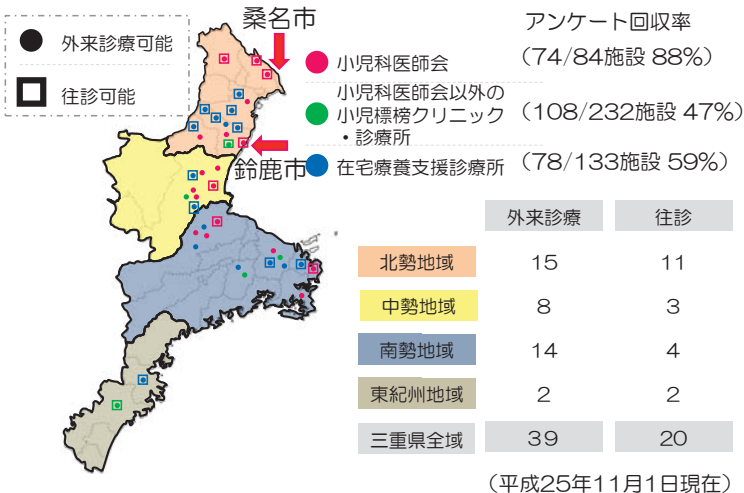 外来診療可能
往診可能
桑名市
鈴鹿市
アンケート回収率
小児科医師会 (74/84施設 88%)
小児科医師会以外の
小児標榜クリニック
・診療所
(108/232施設 47%)
在宅療養支援診療所 (78/133施設 59%)
外来診療 往診
北勢地域 15 11
中勢地域 8 3
南勢地域 14 4
東紀州地域 2 2
三重県全域 39 20
(平成25年11月1日現在)